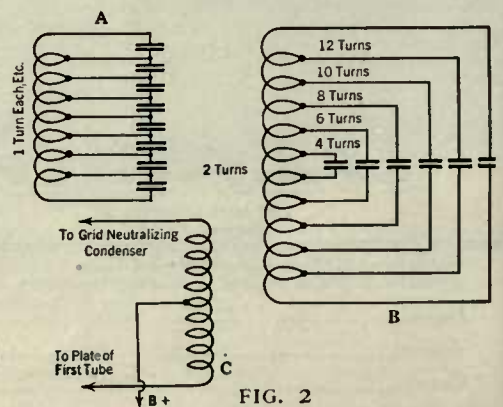 A
1 Turn Each, Etc.
12 Turns
10 Turns
8 Turns
6 Turns
4 Turns
2 Turns
B
To Grid Neutralizing
Condenser
To Plate of
First Tube
B +
C
FIG. 2